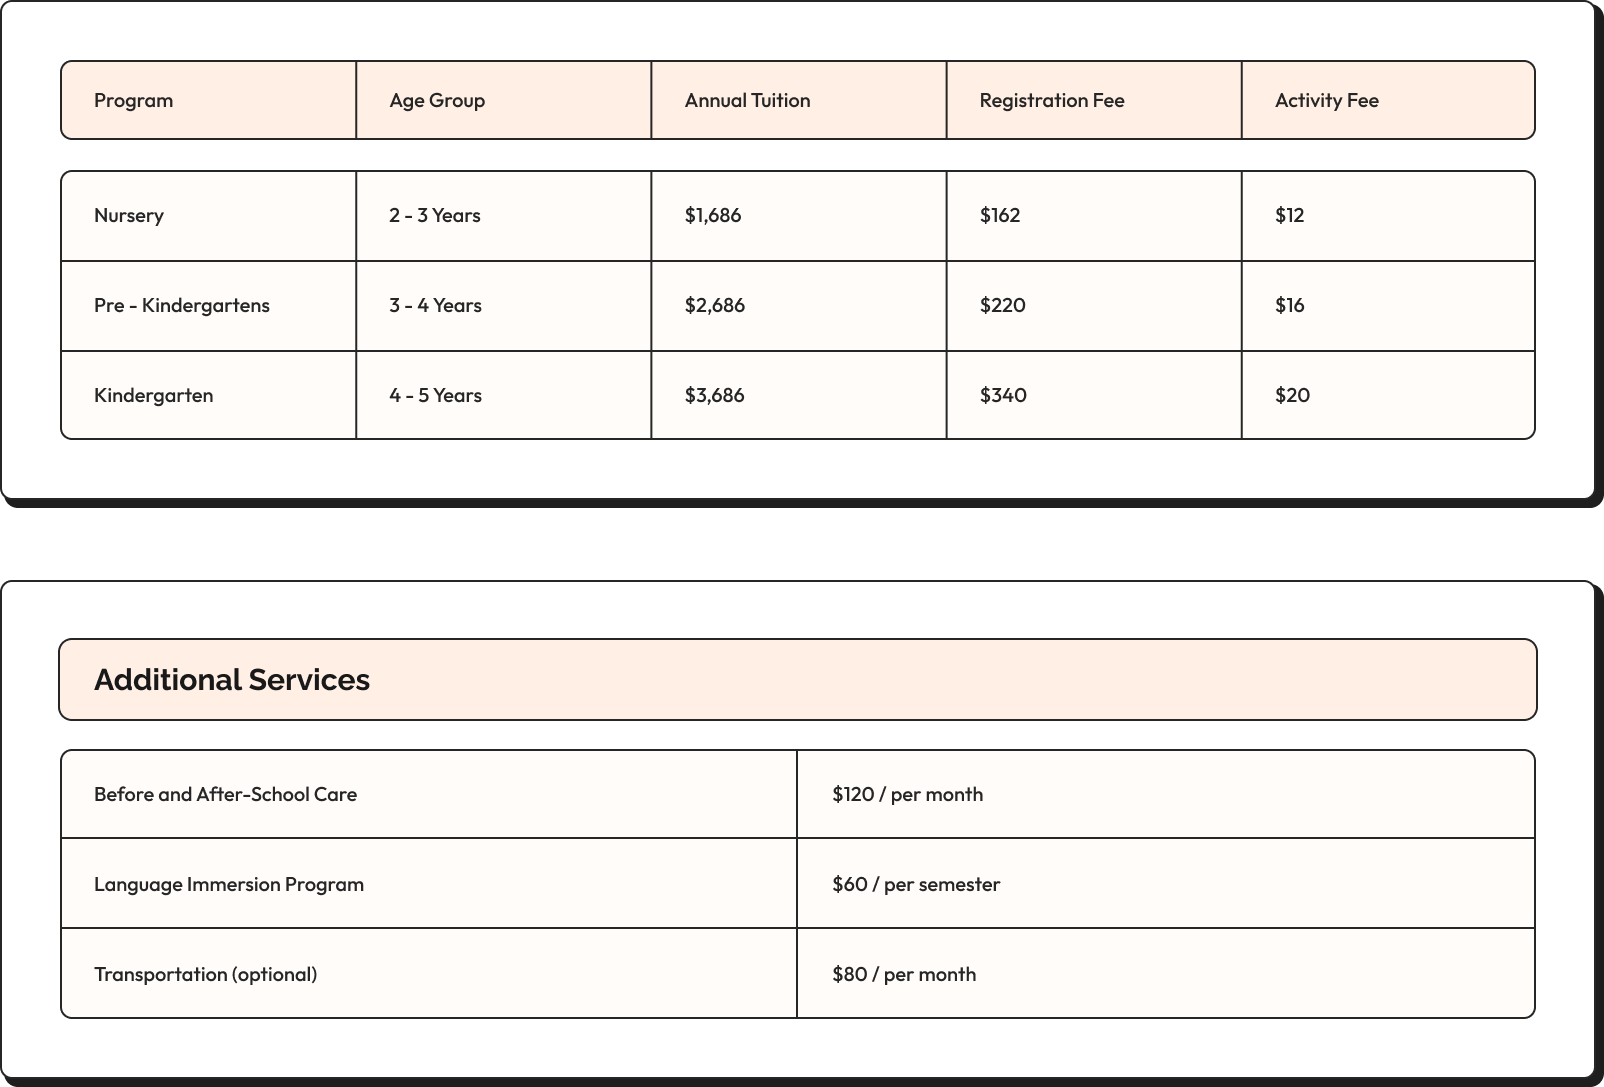 Program Age Group Annual Tuition Registration Fee Activity Fee
Nursery 2 - 3 Years $1,686 $162 $12
Pre - Kindergartens 3 - 4 Years $2,686 $220 $16
Kindergarten 4 - 5 Years $3,686 $340 $20
Additional Services
Before and After-School Care $120 / per month
Language Immersion Program $60 / per semester
Transportation (optional) $80 / per month